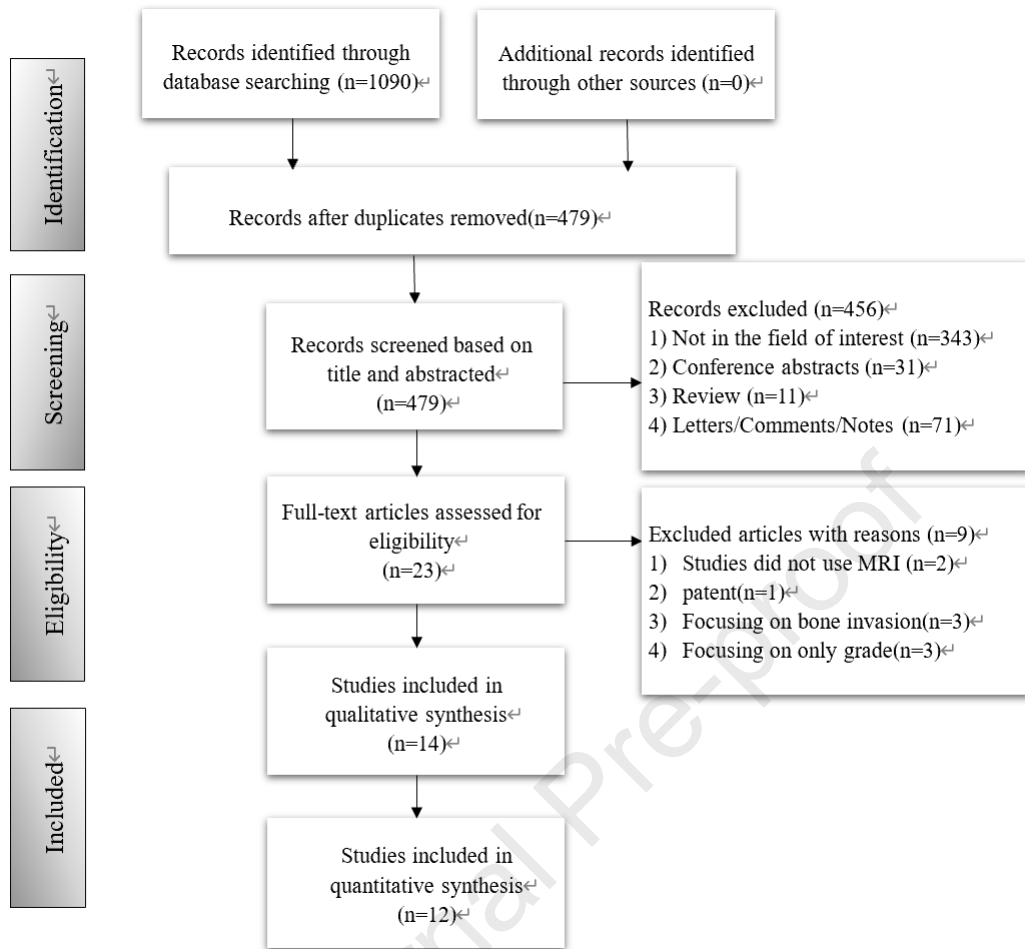 Identification↵
Records identified through
database searching (n=1090)↵
Additional records identified
through other sources (n=0)↵
Records after duplicates removed(n=479)↵
Screening↵
Records screened based on
title and abstracted↵
(n=479)↵
Records excluded (n=456)↵
1) Not in the field of interest (n=343)↵
2) Conference abstracts (n=31)↵
3) Review (n=11)↵
4) Letters/Comments/Notes (n=71)↵
Eligibility↵
Full-text articles assessed for
eligibility↵
(n=23)↵
Excluded articles with reasons (n=9)↵
1) Studies did not use MRI (n=2)↵
2) patent(n=1)↵
3) Focusing on bone invasion(n=3)↵
4) Focusing on only grade(n=3)↵
Included↵
Studies included in
qualitative synthesis↵
(n=14)↵
Studies included in
quantitative synthesis↵
(n=12)↵
rnal Pre-proof